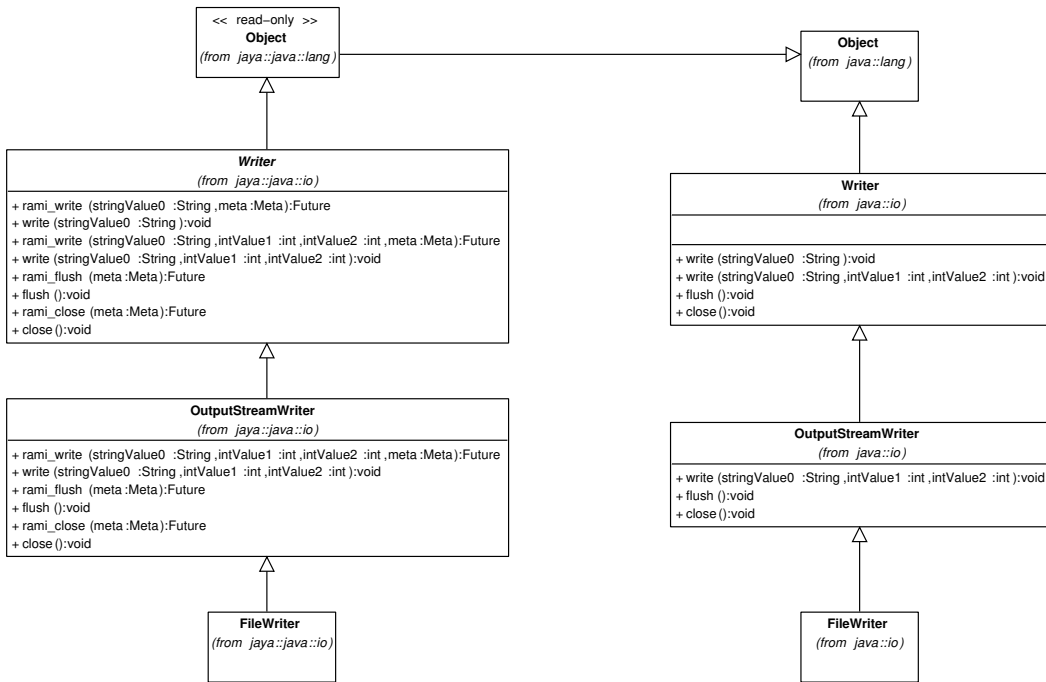 << read–only >>
Object
(from jaya::java::lang)
Object
(from java::lang)
Writer
(from jaya::java::io)
+ rami_write (stringValue0 :String,meta:Meta):Future
+ write (stringValue0 :String):void
+ rami_write (stringValue0 :String,intValue1 :int,intValue2 :int,meta:Meta):Future
+ write (stringValue0 :String,intValue1 :int,intValue2 :int):void
+ rami_flush (meta:Meta):Future
+ flush ():void
+ rami_close (meta:Meta):Future
+ close():void
Writer
(from java::io)
+ write (stringValue0 :String):void
+ write (stringValue0 :String,intValue1 :int,intValue2 :int):void
+ flush ():void
+ close():void
OutputStreamWriter
(from jaya::java::io)
+ rami_write (stringValue0 :String,intValue1 :int,intValue2 :int,meta:Meta):Future
+ write (stringValue0 :String,intValue1 :int,intValue2 :int):void
+ rami_flush (meta:Meta):Future
+ flush ():void
+ rami_close (meta:Meta):Future
+ close():void
OutputStreamWriter
(from java::io)
+ write (stringValue0 :String,intValue1 :int,intValue2 :int):void
+ flush ():void
+ close():void
FileWriter
(from jaya::java::io)
FileWriter
(from java::io)